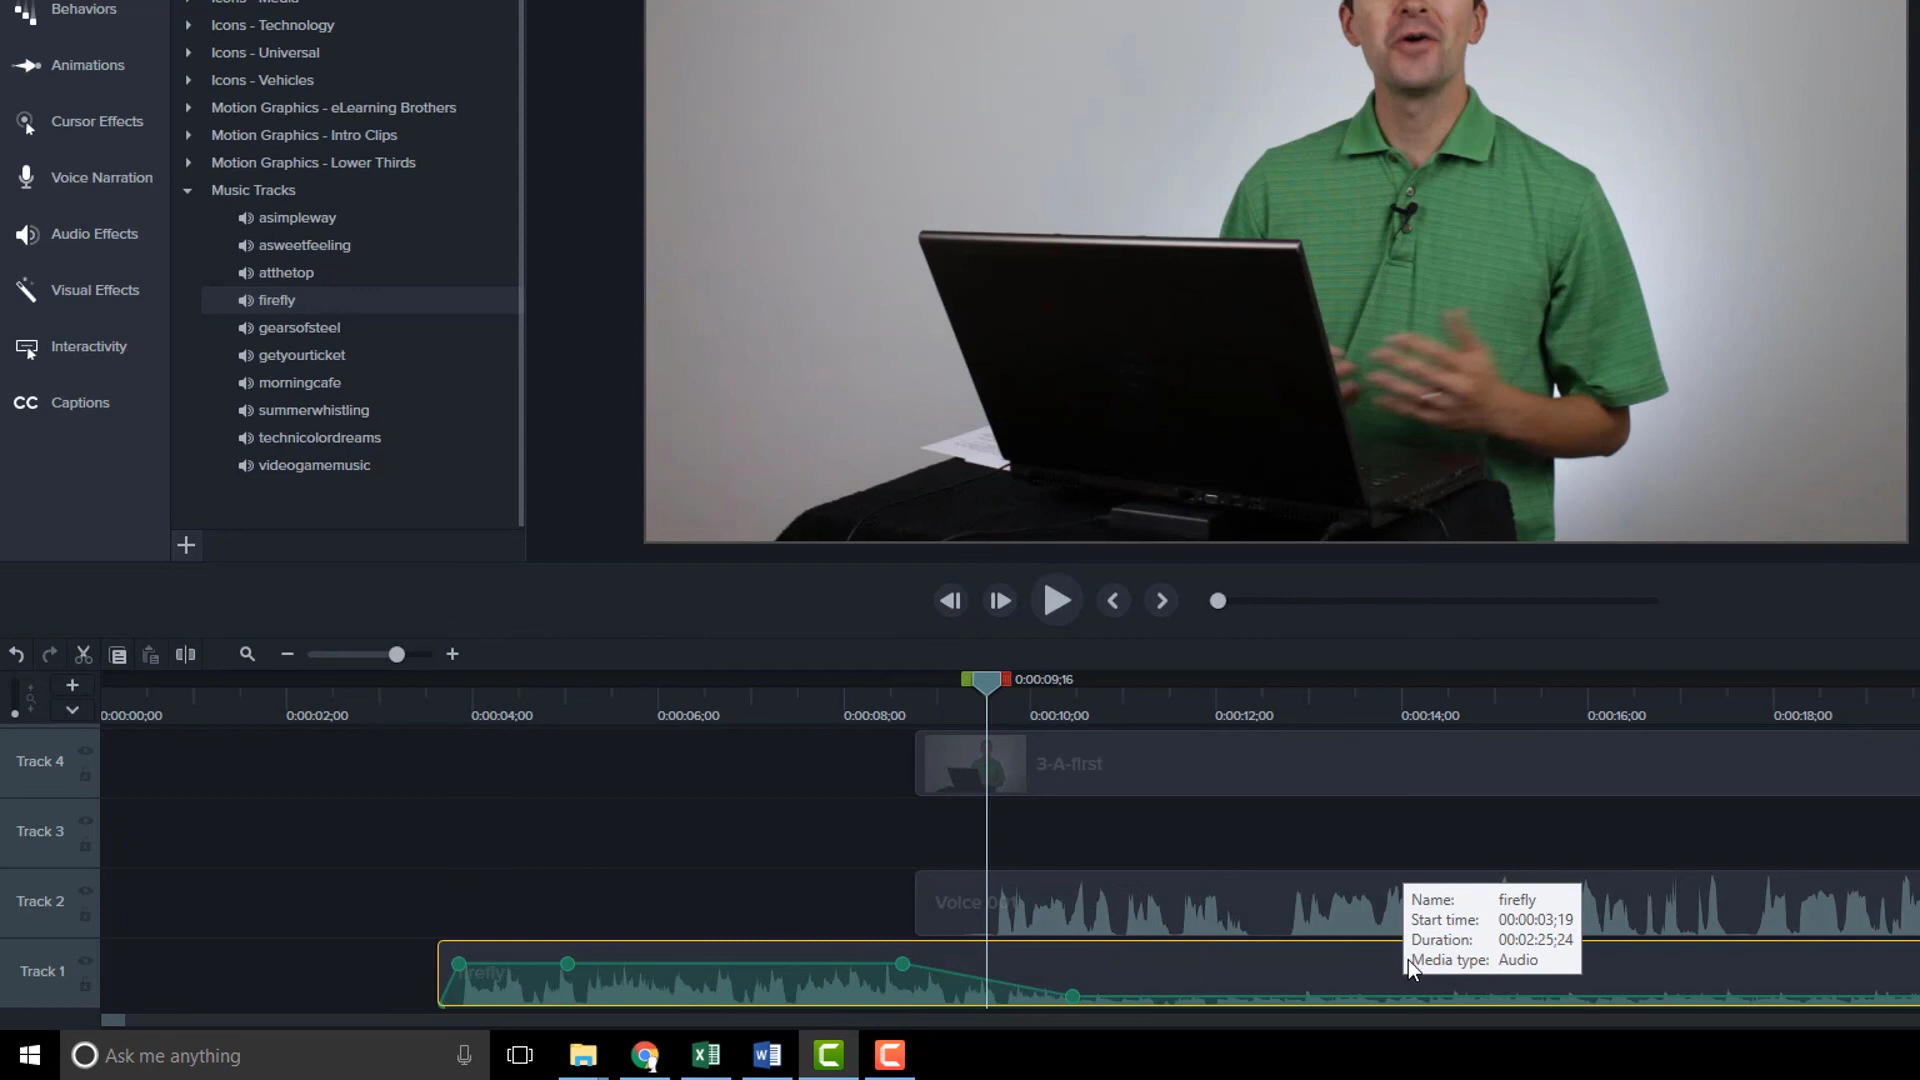 Behaviors
Animations
Cursor Effects
Voice Narration
Audio Effects
Visual Effects
Interactivity
CC Captions
Icons - Media
Icons - Technology
Icons - Universal
Icons - Vehicles
Motion Graphics - eLearning Brothers
Motion Graphics - Intro Clips
Motion Graphics - Lower Thirds
Music Tracks
asimpleway
asweetfeeling
atthetop
firefly
gearsofsteel
getyourticket
morningcafe
summerwhistling
technicolordreams
videogamemusic
0:00:09;16
0:00:00;00 0:00:02;00 0:00:04;00 0:00:06;00 0:00:08;00 0:00:10;00 0:00:12;00 0:00:14;00 0:00:16;00 0:00:18;00
Track 4
3-A-first
Track 3
Track 2
Voice 001
Name: firefly
Start time: 00:00:03;19
Duration: 00:02:25;24
Media type: Audio
Track 1
firefly
Ask me anything